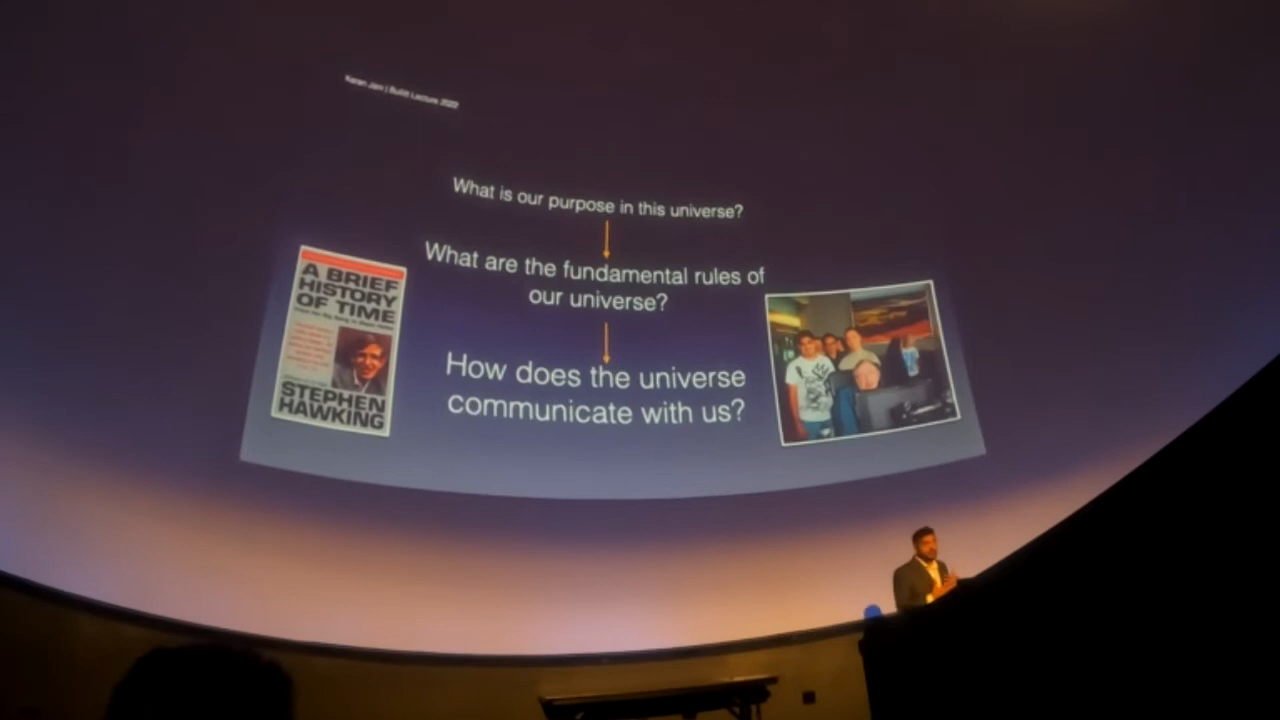 Karan Jani | Buhl Lecture 2022
What is our purpose in this universe?
What are the fundamental rules of
our universe?
How does the universe
communicate with us?
A BRIEF
HISTORY
OF TIME
STEPHEN
HAWKING